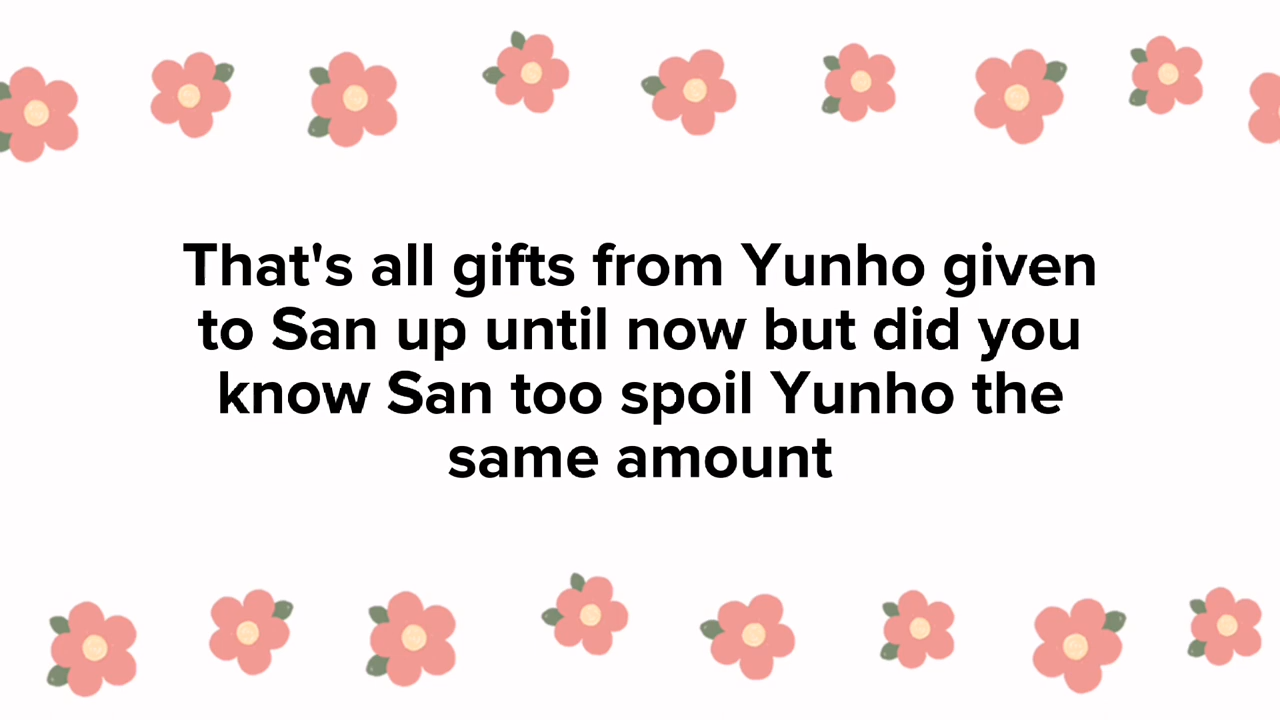 That's all gifts from Yunho given
to San up until now but did you
know San too spoil Yunho the
same amount